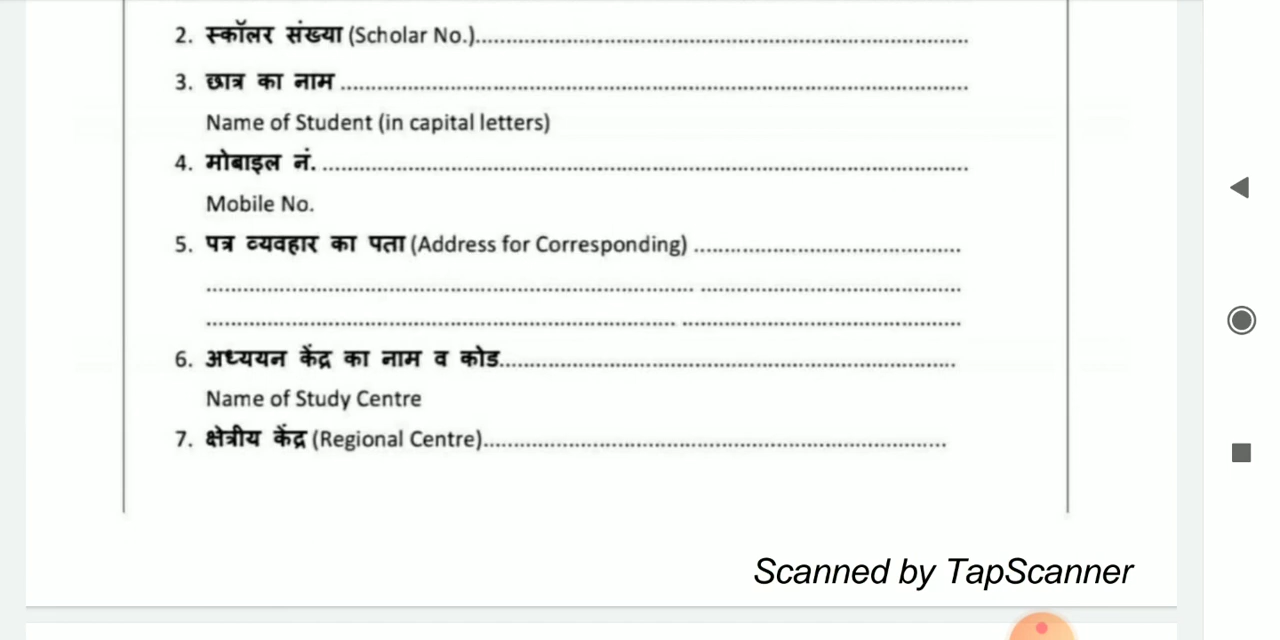 2. स्कॉलर संख्या (Scholar No.)......................................................................................
3. छात्र का नाम ..........................................................................................................
Name of Student (in capital letters)
4. मोबाइल नं. .............................................................................................................
Mobile No.
5. पत्र व्यवहार का पता (Address for Corresponding) .............................................
.................................................................................. ............................................
............................................................................... ...............................................
6. अध्ययन केंद्र का नाम व कोड.............................................................................
Name of Study Centre
7. क्षेत्रीय केंद्र (Regional Centre)..............................................................................
Scanned by TapScanner